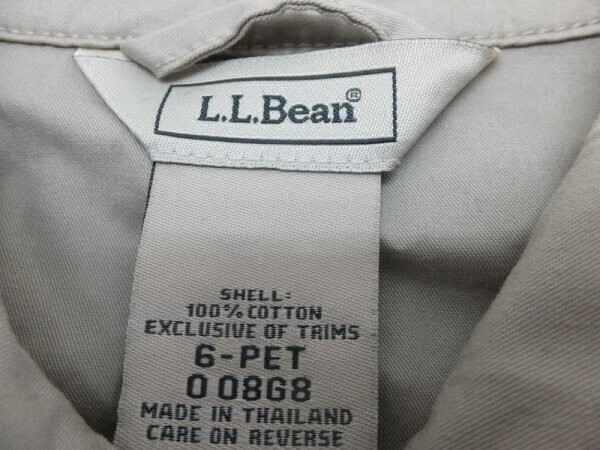 L.L.Bean®
SHELL:
100% COTTON
EXCLUSIVE OF TRIMS
6-PET
0 08G8
MADE IN THAILAND
CARE ON REVERSE